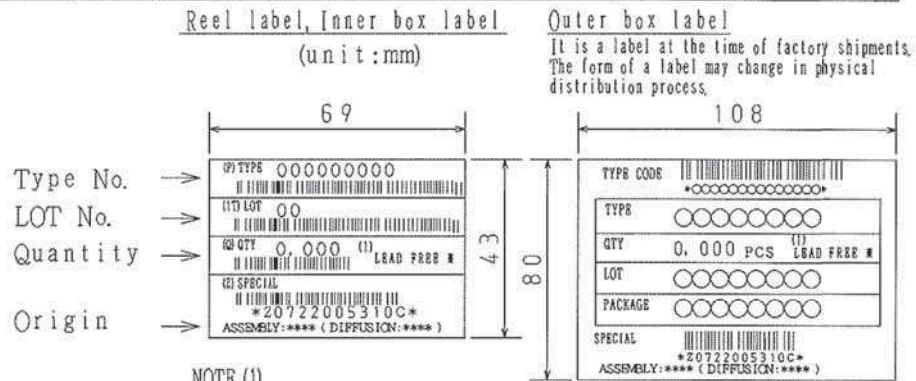 Reel label, Inner box label
(unit:mm)
Outer box label
It is a label at the time of factory shipments.
The form of a label may change in physical
distribution process.
69
108
Type No.
LOT No.
Quantity
Origin
(P) TYPE 000000000
(1T) LOT 00
(Q) QTY 0,000 (1) LEAD FREE *
(2) SPECIAL
*Z0722005310C*
ASSEMBLY:**** (DIFFUSION:****)
43
80
TYPE CODE
*OOOOOOOOOOOOOO*
TYPE OOOOOOOO
QTY 0,000 PCS (1) LEAD FREE *
LOT OOOOOOOO
PACKAGE OOOOOOOO
SPECIAL
*Z0722005310C*
ASSEMBLY:**** (DIFFUSION:****)
NOTE (1)